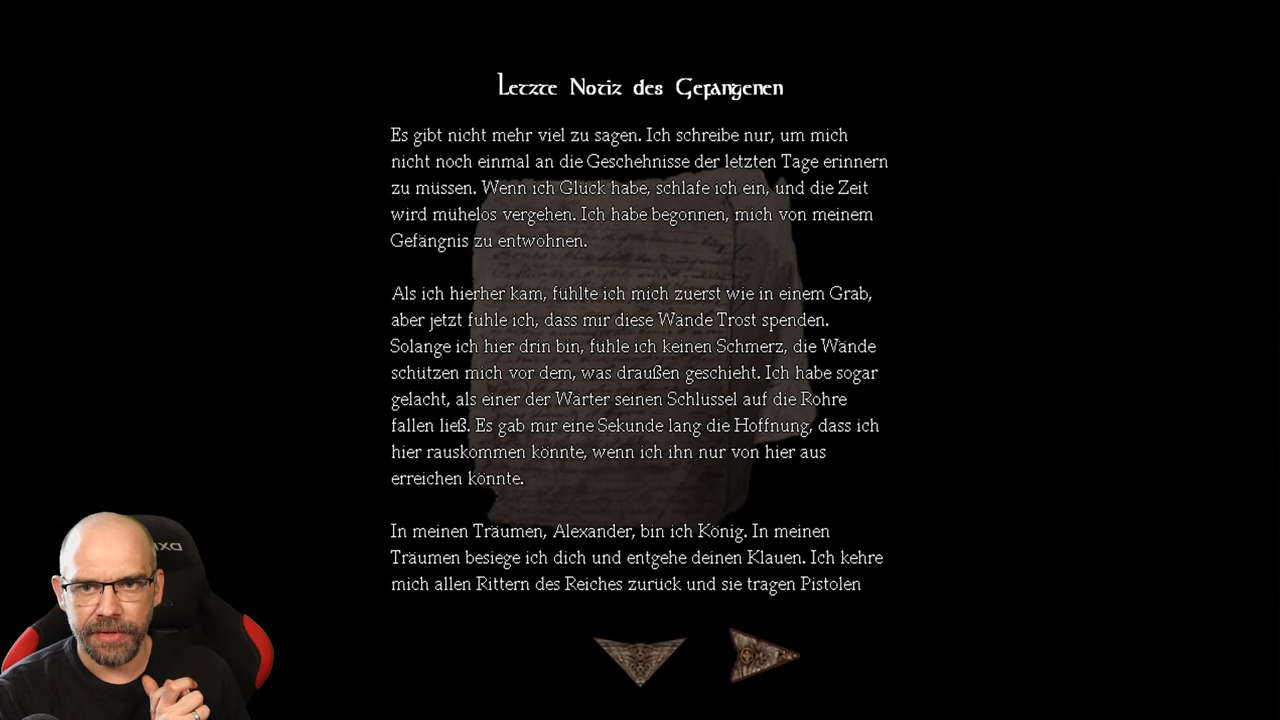 Letzte Notiz des Gefangenen
Es gibt nicht mehr viel zu sagen. Ich schreibe nur, um mich
nicht noch einmal an die Geschehnisse der letzten Tage erinnern
zu müssen. Wenn ich Glück habe, schlafe ich ein, und die Zeit
wird mühelos vergehen. Ich habe begonnen, mich von meinem
Gefängnis zu entwöhnen.
Als ich hierher kam, fühlte ich mich zuerst wie in einem Grab,
aber jetzt fühle ich, dass mir diese Wände Trost spenden.
Solange ich hier drin bin, fühle ich keinen Schmerz, die Wände
schützen mich vor dem, was draußen geschieht. Ich habe sogar
gelacht, als einer der Wärter seinen Schlüssel auf die Rohre
fallen ließ. Es gab mir eine Sekunde lang die Hoffnung, dass ich
hier rauskommen könnte, wenn ich ihn nur von hier aus
erreichen könnte.
In meinen Träumen, Alexander, bin ich König. In meinen
Träumen besiege ich dich und entgehe deinen Klauen. Ich kehre
mich allen Rittern des Reiches zurück und sie tragen Pistolen